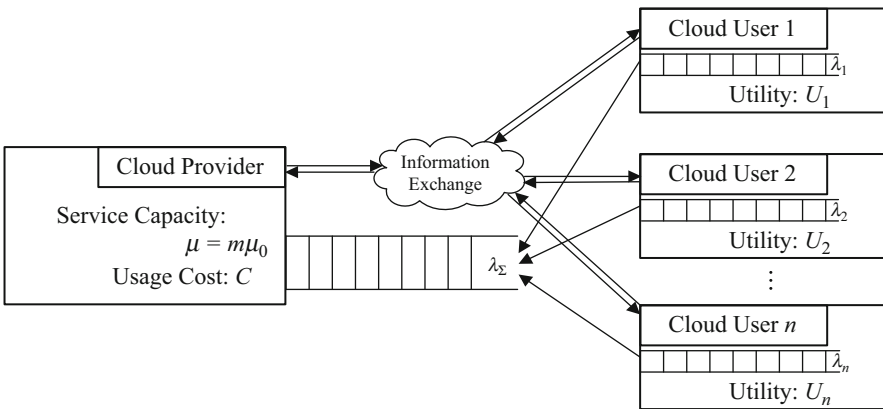 Cloud Provider
Service Capacity:
μ = mμ₀
Usage Cost: C
λ_Σ
Information
Exchange
Cloud User 1
λ₁
Utility: U₁
Cloud User 2
λ₂
Utility: U₂
⋮
Cloud User n
λₙ
Utility: Uₙ